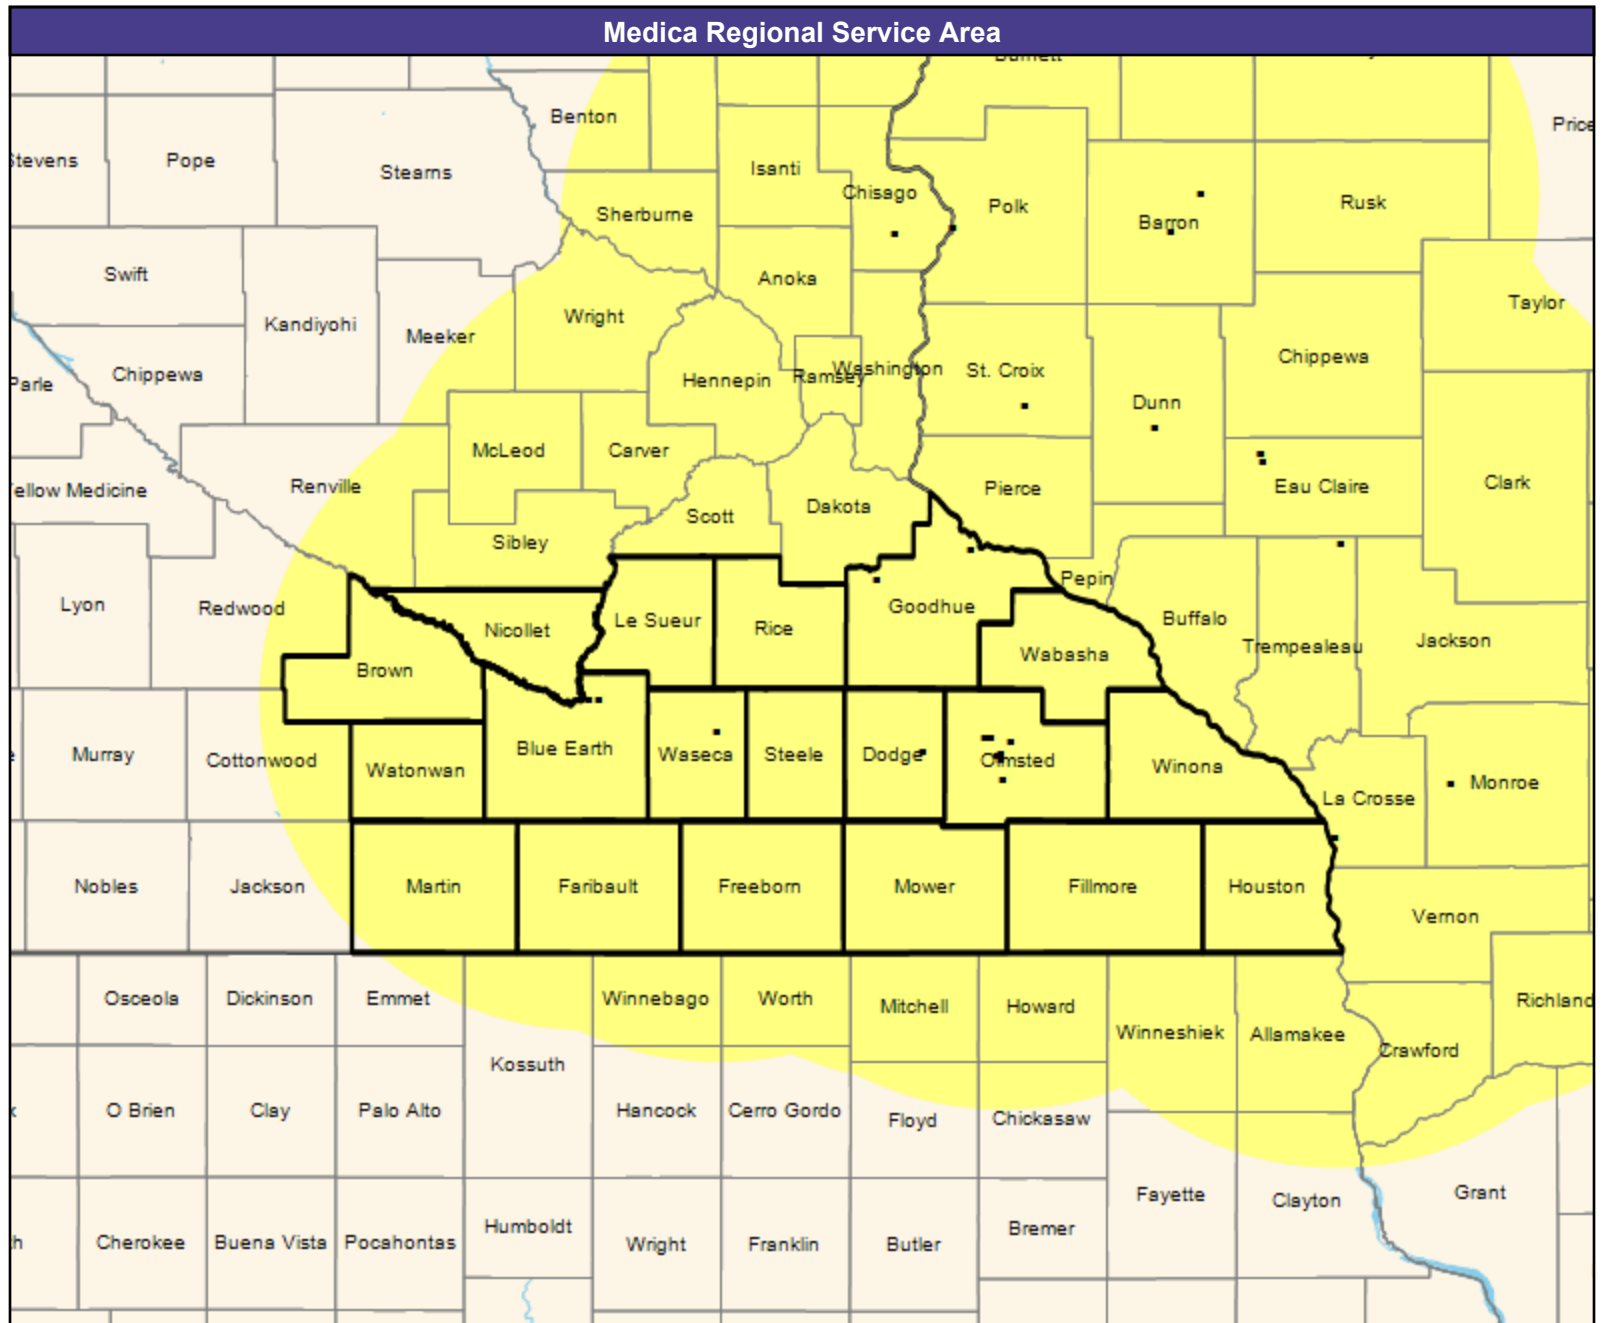 Medica Regional Service Area
Benton
Price
Stevens
Pope
Stearns
Isanti
Chisago
Polk
Barron
Rusk
Sherburne
Swift
Anoka
Taylor
Kandiyohi
Wright
Meeker
Chippewa
Hennepin
Ramsey
Washington
St. Croix
Chippewa
Parle
Dunn
McLeod
Carver
Renville
ellow Medicine
Scott
Dakota
Pierce
Eau Claire
Clark
Sibley
Pepin
Lyon
Redwood
Nicollet
Le Sueur
Rice
Goodhue
Wabasha
Buffalo
Trempealeau
Jackson
Brown
Murray
Cottonwood
Watonwan
Blue Earth
Waseca
Steele
Dodge
Olmsted
Winona
La Crosse
Monroe
Nobles
Jackson
Martin
Faribault
Freeborn
Mower
Fillmore
Houston
Vernon
Osceola
Dickinson
Emmet
Winnebago
Worth
Mitchell
Howard
Winneshiek
Allamakee
Crawford
Richland
Kossuth
O Brien
Clay
Palo Alto
Hancock
Cerro Gordo
Floyd
Chickasaw
Fayette
Clayton
Grant
Cherokee
Buena Vista
Pocahontas
Humboldt
Wright
Franklin
Butler
Bremer